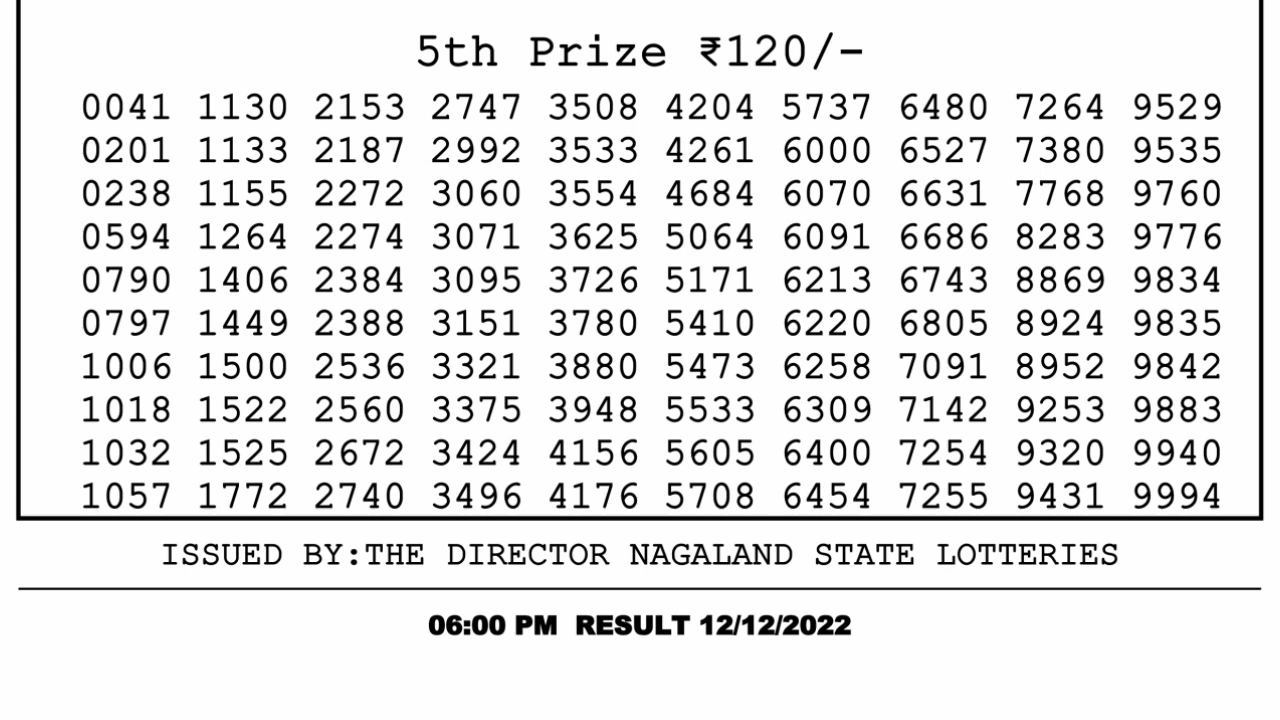 5th Prize ₹120/-
0041 1130 2153 2747 3508 4204 5737 6480 7264 9529
0201 1133 2187 2992 3533 4261 6000 6527 7380 9535
0238 1155 2272 3060 3554 4684 6070 6631 7768 9760
0594 1264 2274 3071 3625 5064 6091 6686 8283 9776
0790 1406 2384 3095 3726 5171 6213 6743 8869 9834
0797 1449 2388 3151 3780 5410 6220 6805 8924 9835
1006 1500 2536 3321 3880 5473 6258 7091 8952 9842
1018 1522 2560 3375 3948 5533 6309 7142 9253 9883
1032 1525 2672 3424 4156 5605 6400 7254 9320 9940
1057 1772 2740 3496 4176 5708 6454 7255 9431 9994
ISSUED BY:THE DIRECTOR NAGALAND STATE LOTTERIES
06:00 PM RESULT 12/12/2022